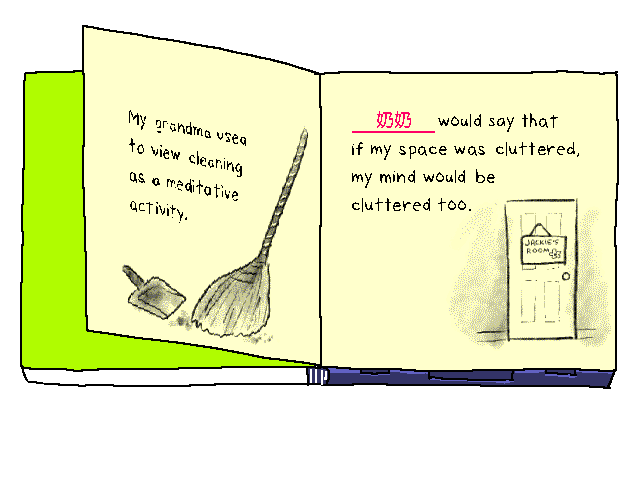 My grandma used
to view cleaning
as a meditative
activity.
奶奶 would say that
if my space was cluttered,
my mind would be
cluttered too.
JACKIE'S
ROOM